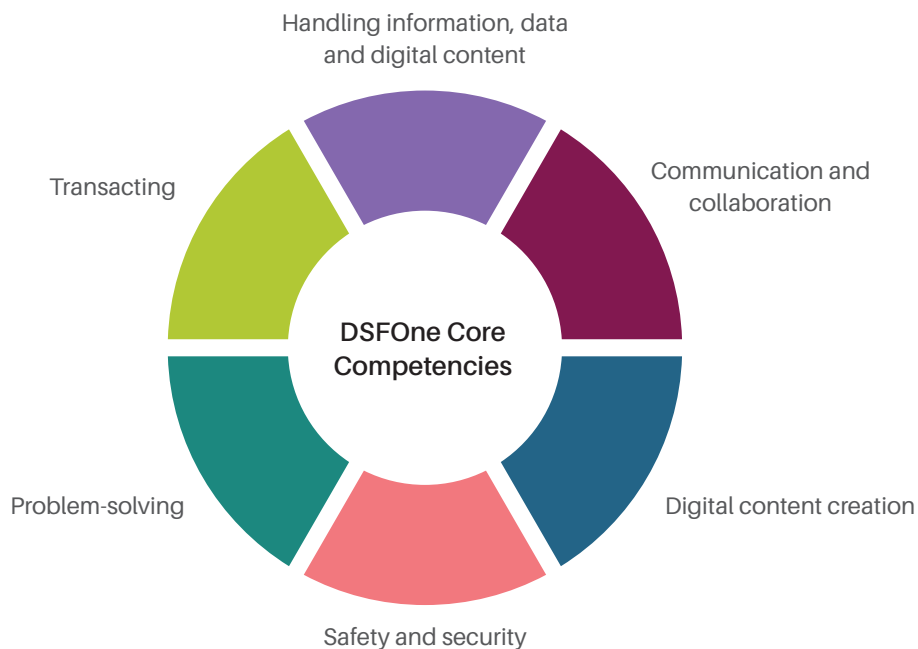 Handling information, data
and digital content
Communication and
collaboration
Transacting
DSFOne Core
Competencies
Problem-solving
Digital content creation
Safety and security